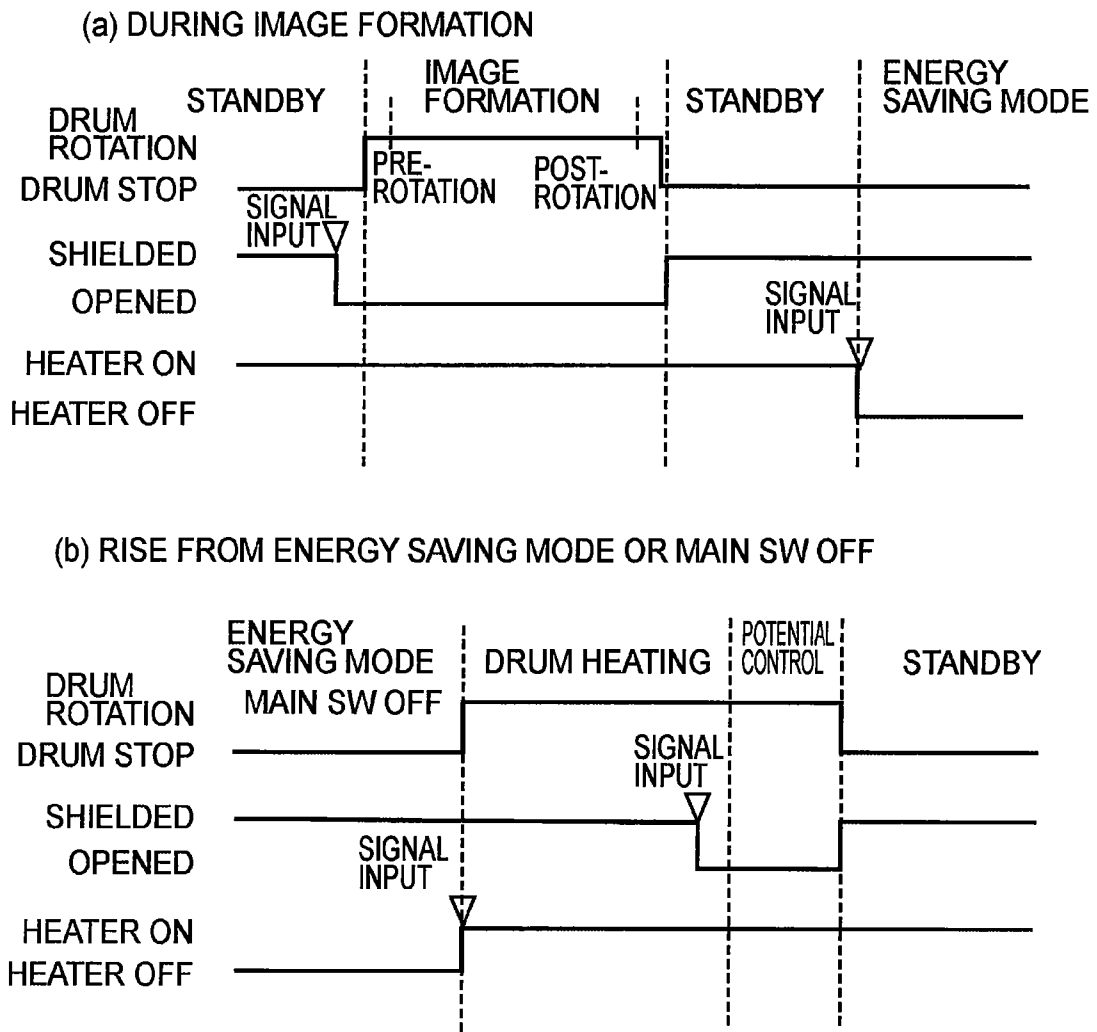 (a) DURING IMAGE FORMATION
STANDBY
IMAGE
FORMATION
STANDBY
ENERGY
SAVING MODE
DRUM
ROTATION
DRUM STOP
PRE-
ROTATION
POST-
ROTATION
SIGNAL
INPUT
SHIELDED
OPENED
SIGNAL
INPUT
HEATER ON
HEATER OFF
(b) RISE FROM ENERGY SAVING MODE OR MAIN SW OFF
ENERGY
SAVING MODE
MAIN SW OFF
DRUM HEATING
POTENTIAL
CONTROL
STANDBY
DRUM
ROTATION
DRUM STOP
SIGNAL
INPUT
SHIELDED
OPENED
SIGNAL
INPUT
HEATER ON
HEATER OFF